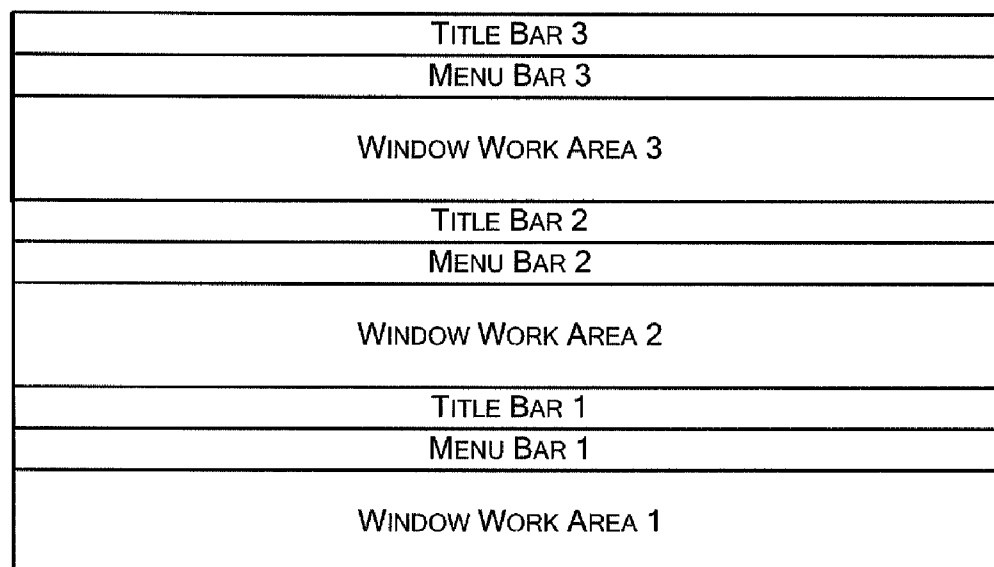 TITLE BAR 3
MENU BAR 3
WINDOW WORK AREA 3
TITLE BAR 2
MENU BAR 2
WINDOW WORK AREA 2
TITLE BAR 1
MENU BAR 1
WINDOW WORK AREA 1